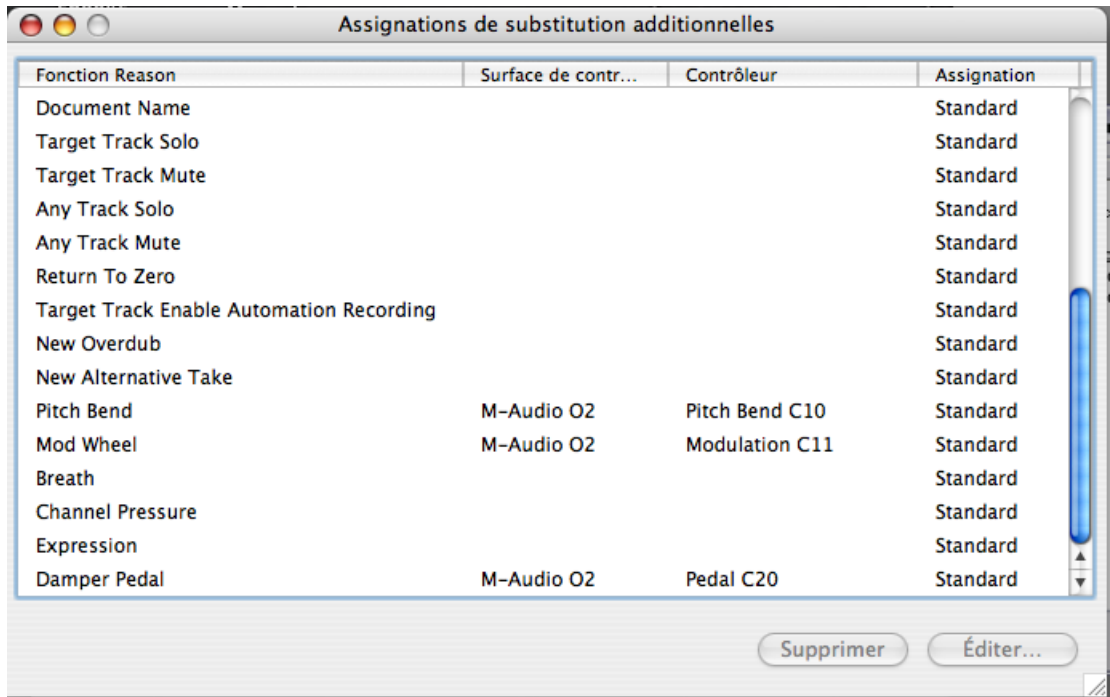 Assignations de substitution additionnelles
Fonction Reason Surface de contr... Contrôleur Assignation
Document Name Standard
Target Track Solo Standard
Target Track Mute Standard
Any Track Solo Standard
Any Track Mute Standard
Return To Zero Standard
Target Track Enable Automation Recording Standard
New Overdub Standard
New Alternative Take Standard
Pitch Bend M-Audio O2 Pitch Bend C10 Standard
Mod Wheel M-Audio O2 Modulation C11 Standard
Breath Standard
Channel Pressure Standard
Expression Standard
Damper Pedal M-Audio O2 Pedal C20 Standard
Supprimer Éditer...